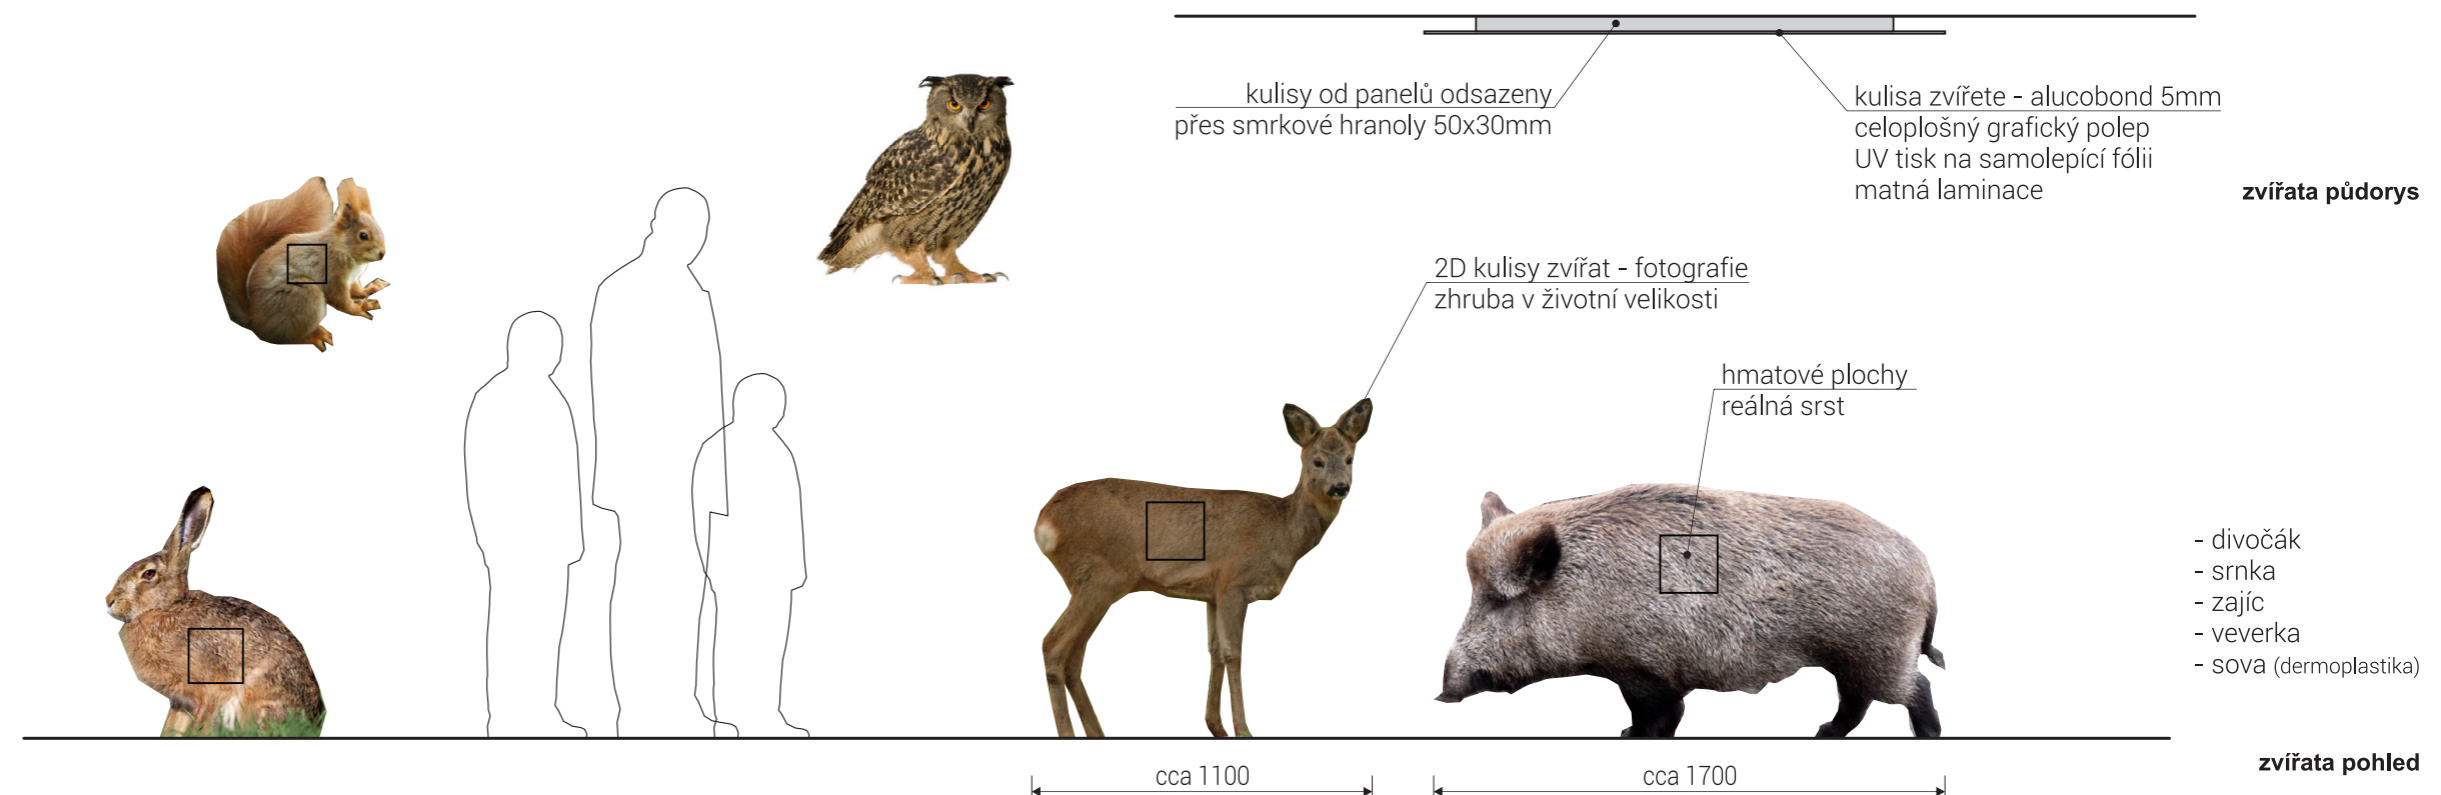 kulisy od panelů odsazeny
přes smrkové hranoly 50x30mm
kulisa zvířete - alucobond 5mm
celoplošný grafický polep
UV tisk na samolepící fólii
matná laminace
zvířata půdorys
2D kulisy zvířat - fotografie
zhruba v životní velikosti
hmatové plochy
reálná srst
- divočák
- srnka
- zajíc
- veverka
- sova (dermoplastika)
zvířata pohled
cca 1100
cca 1700